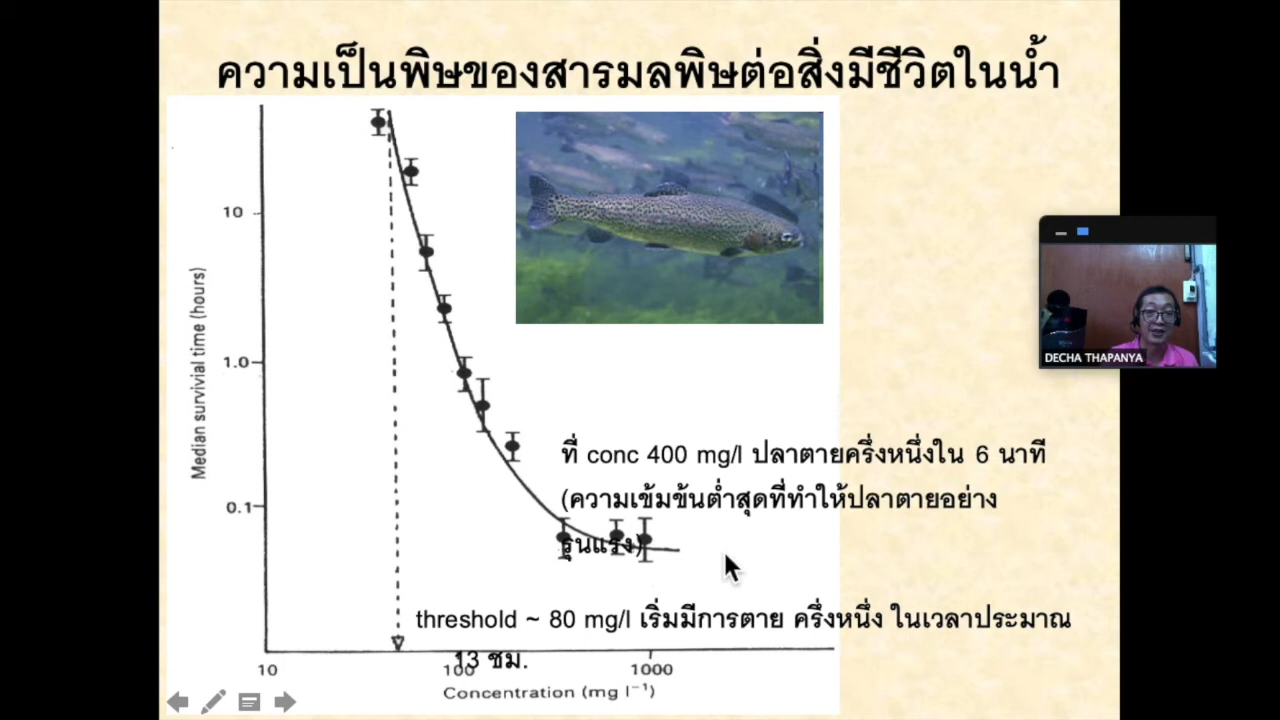 ความเป็นพิษของสารมลพิษต่อสิ่งมีชีวิตในน้ำ
10
1.0
0.1
Median survivial time (hours)
DECHA THAPANYA
ที่ conc 400 mg/l ปลาตายครึ่งหนึ่งใน 6 นาที
(ความเข้มข้นต่ำสุดที่ทำให้ปลาตายอย่าง
รุนแรง)
threshold ~ 80 mg/l เริ่มมีการตาย ครึ่งหนึ่ง ในเวลาประมาณ
13 ชม.
10
100
1000
Concentration (mg l⁻¹)